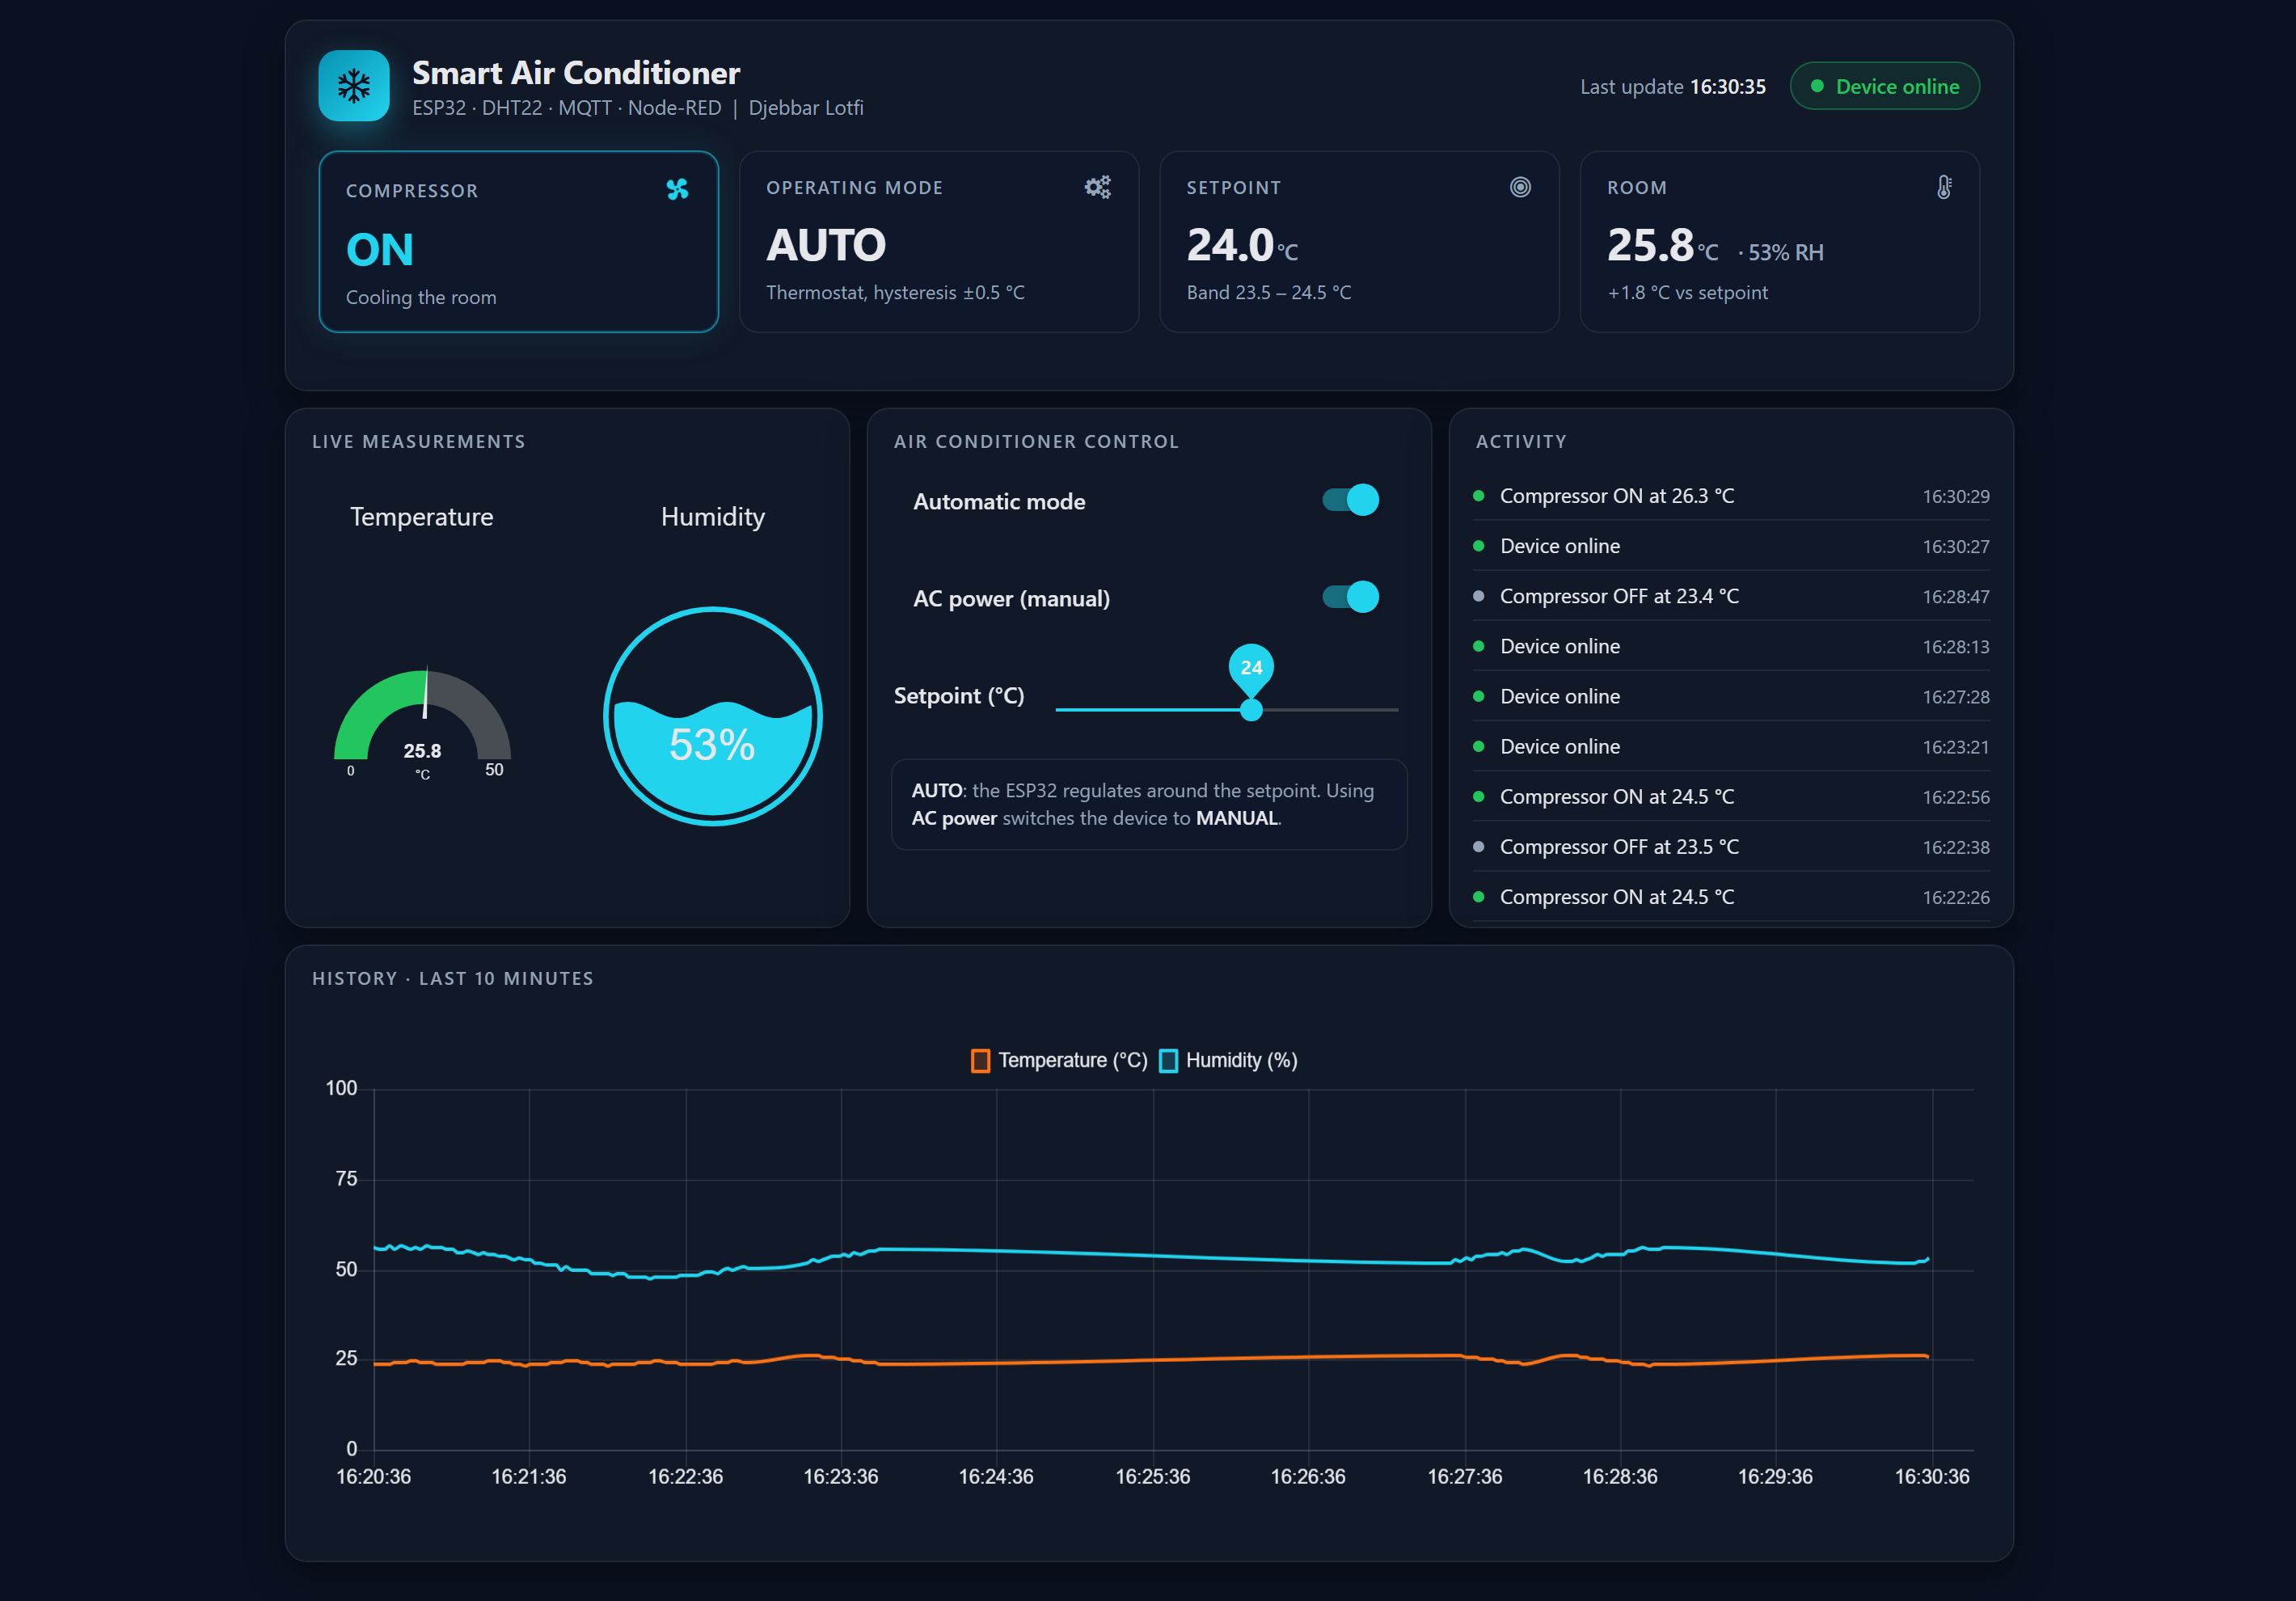 Smart Air Conditioner
ESP32 · DHT22 · MQTT · Node-RED | Djebbar Lotfi
Last update 16:30:35
Device online
COMPRESSOR
ON
Cooling the room
OPERATING MODE
AUTO
Thermostat, hysteresis ±0.5 °C
SETPOINT
24.0 °C
Band 23.5 – 24.5 °C
ROOM
25.8 °C · 53% RH
+1.8 °C vs setpoint
LIVE MEASUREMENTS
Temperature
25.8
°C
0
50
Humidity
53%
AIR CONDITIONER CONTROL
Automatic mode
AC power (manual)
Setpoint (°C)
24
AUTO: the ESP32 regulates around the setpoint. Using
AC power switches the device to MANUAL.
ACTIVITY
Compressor ON at 26.3 °C 16:30:29
Device online 16:30:27
Compressor OFF at 23.4 °C 16:28:47
Device online 16:28:13
Device online 16:27:28
Device online 16:23:21
Compressor ON at 24.5 °C 16:22:56
Compressor OFF at 23.5 °C 16:22:38
Compressor ON at 24.5 °C 16:22:26
HISTORY · LAST 10 MINUTES
Temperature (°C) Humidity (%)
100
75
50
25
0
16:20:36 16:21:36 16:22:36 16:23:36 16:24:36 16:25:36 16:26:36 16:27:36 16:28:36 16:29:36 16:30:36